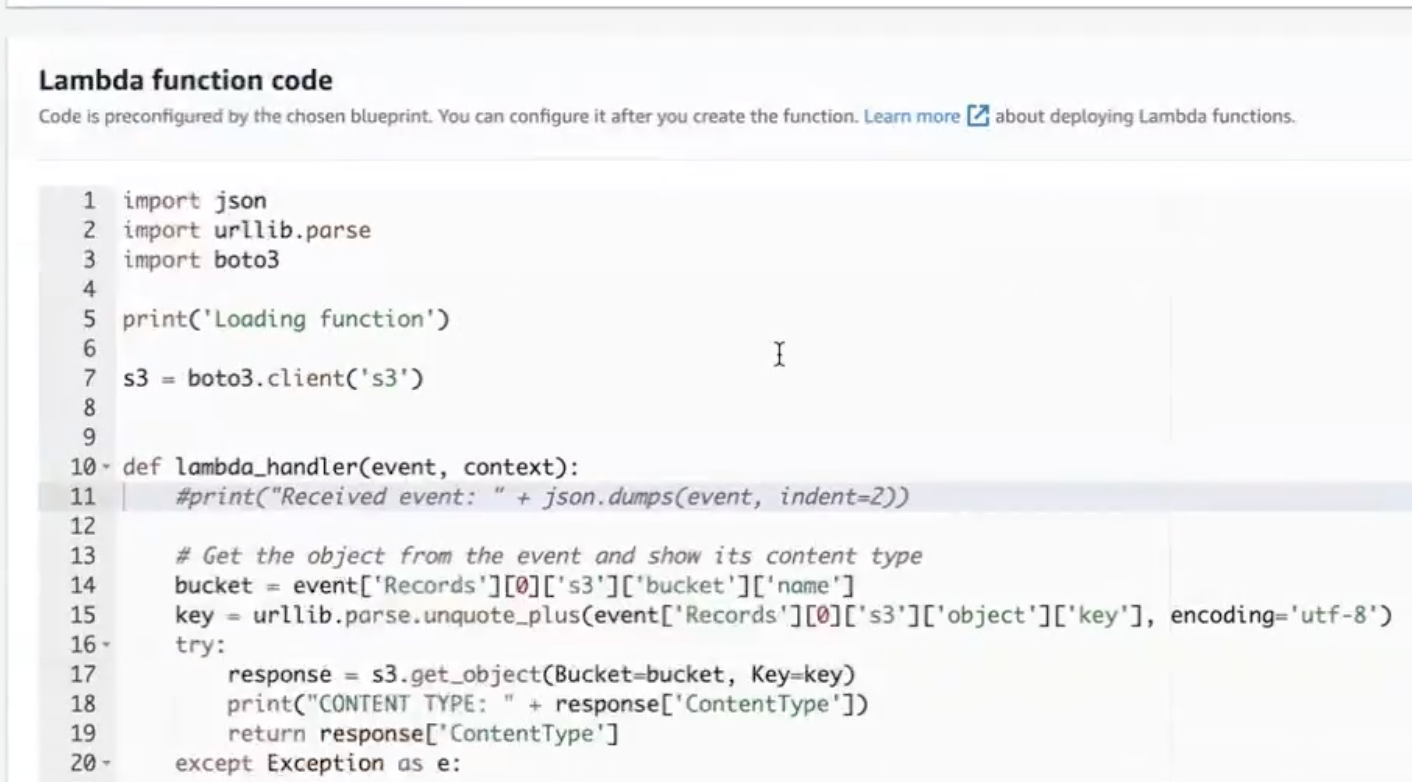 Lambda function code
Code is preconfigured by the chosen blueprint. You can configure it after you create the function. Learn more about deploying Lambda functions.
1 import json
2 import urllib.parse
3 import boto3
4
5 print('Loading function')
6
7 s3 = boto3.client('s3')
8
9
10 def lambda_handler(event, context):
11     #print("Received event: " + json.dumps(event, indent=2))
12
13     # Get the object from the event and show its content type
14     bucket = event['Records'][0]['s3']['bucket']['name']
15     key = urllib.parse.unquote_plus(event['Records'][0]['s3']['object']['key'], encoding='utf-8')
16     try:
17         response = s3.get_object(Bucket=bucket, Key=key)
18         print("CONTENT TYPE: " + response['ContentType'])
19         return response['ContentType']
20     except Exception as e: